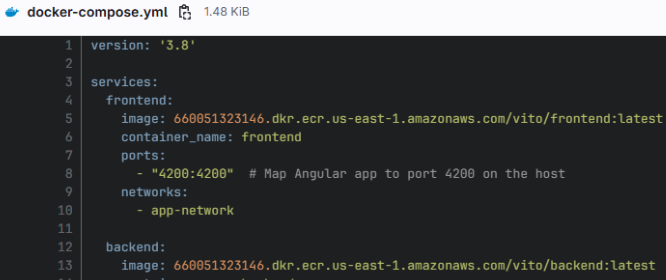 docker-compose.yml 1.48 KiB
1 version: '3.8'
2
3 services:
4   frontend:
5     image: 660051323146.dkr.ecr.us-east-1.amazonaws.com/vito/frontend:latest
6     container_name: frontend
7     ports:
8       - "4200:4200"  # Map Angular app to port 4200 on the host
9     networks:
10       - app-network
11
12   backend:
13     image: 660051323146.dkr.ecr.us-east-1.amazonaws.com/vito/backend:latest